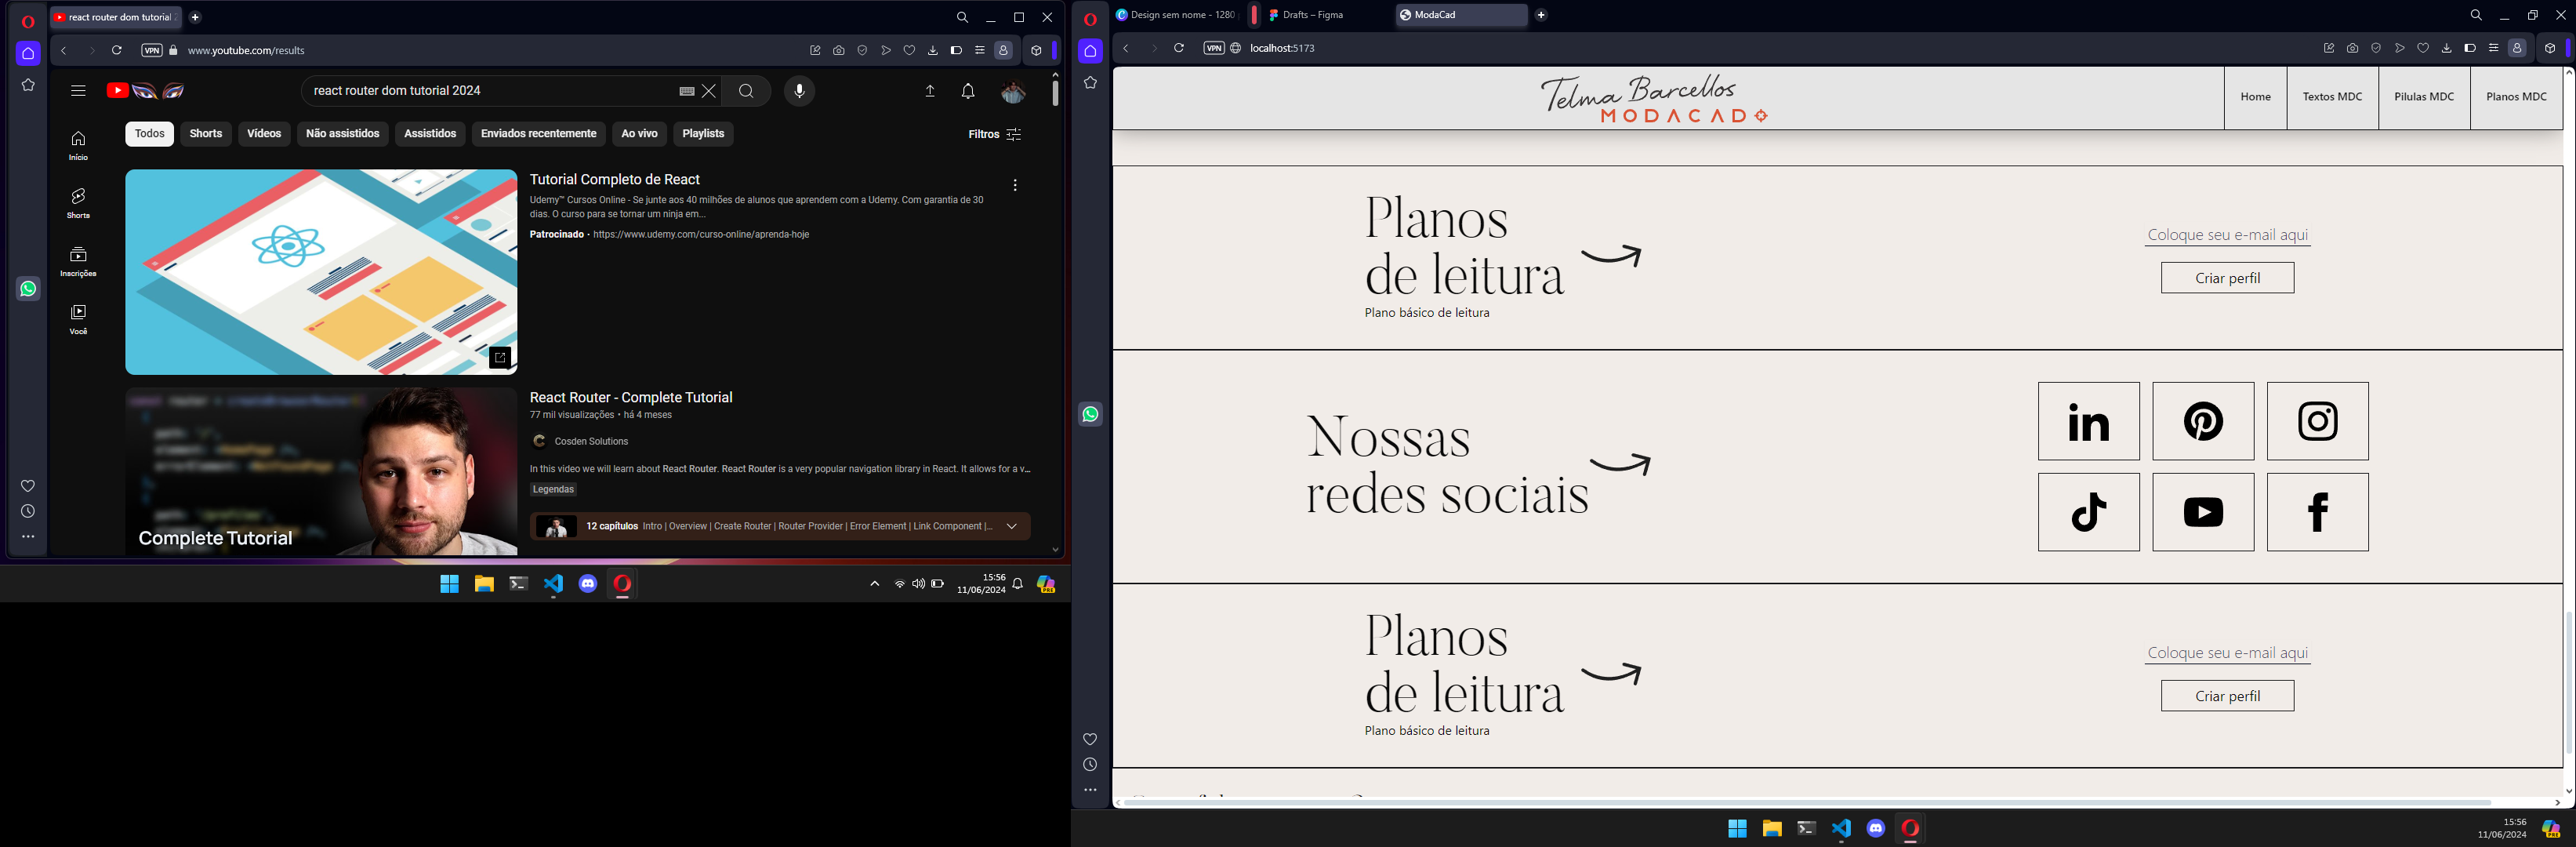 react router dom tutorial 2
VPN www.youtube.com/results
react router dom tutorial 2024
Todos Shorts Vídeos Não assistidos Assistidos Enviados recentemente Ao vivo Playlists Filtros
Início
Shorts
Inscrições
Você
Tutorial Completo de React
Udemy™ Cursos Online - Se junte aos 40 milhões de alunos que aprendem com a Udemy. Com garantia de 30
dias. O curso para se tornar um ninja em...
Patrocinado · https://www.udemy.com/curso-online/aprenda-hoje
React Router - Complete Tutorial
77 mil visualizações • há 4 meses
Cosden Solutions
In this video we will learn about React Router. React Router is a very popular navigation library in React. It allows for a v...
Legendas
12 capítulos Intro | Overview | Create Router | Router Provider | Error Element | Link Component |...
Complete Tutorial
15:56
11/06/2024
PRE
Design sem nome - 1280
Drafts – Figma
ModaCad
VPN localhost:5173
Telma Barcellos
MODACAD
Home Textos MDC Pilulas MDC Planos MDC
Planos
de leitura
Plano básico de leitura
Coloque seu e-mail aqui
Criar perfil
Nossas
redes sociais
Planos
de leitura
Plano básico de leitura
Coloque seu e-mail aqui
Criar perfil
15:56
11/06/2024
PRE